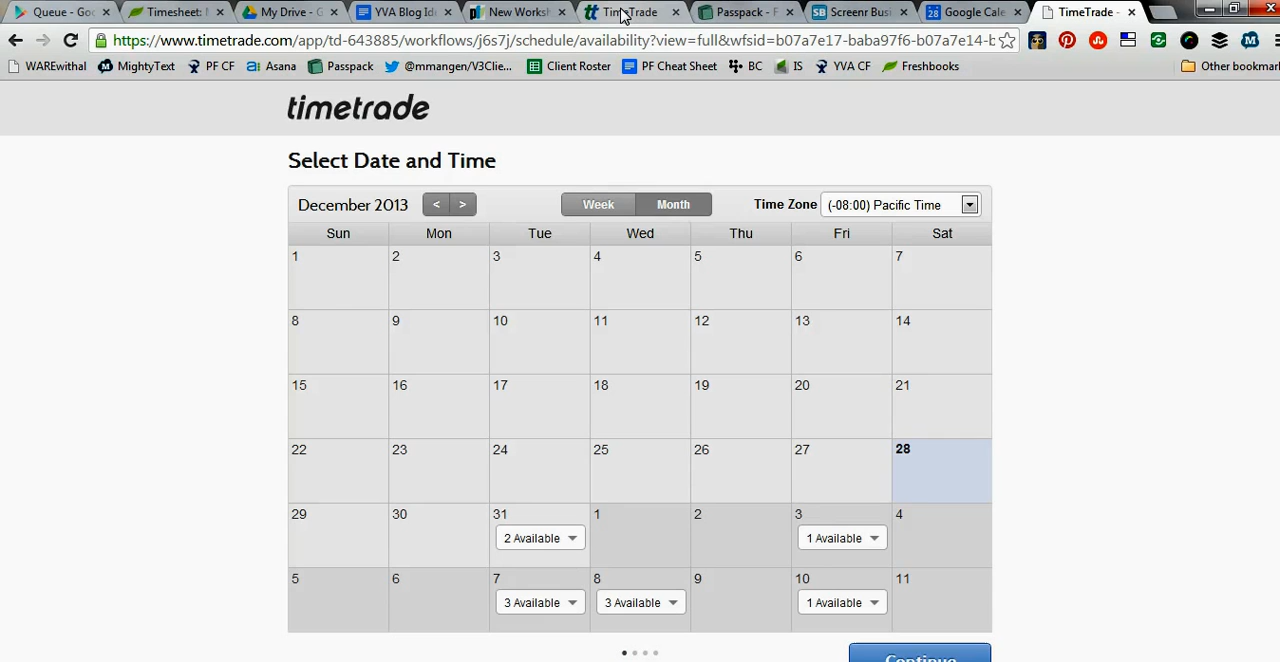 Queue - Goo
Timesheet: M
My Drive - G
YVA Blog Ide
New Worksh
TimeTrade
Passpack - F
Screenr Busi
Google Cale
TimeTrade -
https://www.timetrade.com/app/td-643885/workflows/i6s7j/schedule/availability?view=full&wfsid=b07a7e17-baba97f6-b07a7e14-b
WAREwithal
MightyText
PF CF
Asana
Passpack
@mmangen/V3Clie...
Client Roster
PF Cheat Sheet
BC
IS
YVA CF
Freshbooks
Other bookmar
timetrade
Select Date and Time
December 2013 < > Week Month Time Zone (-08:00) Pacific Time
Sun Mon Tue Wed Thu Fri Sat
1 2 3 4 5 6 7
8 9 10 11 12 13 14
15 16 17 18 19 20 21
22 23 24 25 26 27 28
29 30 31 1 2 3 4
2 Available 1 Available
5 6 7 8 9 10 11
3 Available 3 Available 1 Available
Continue